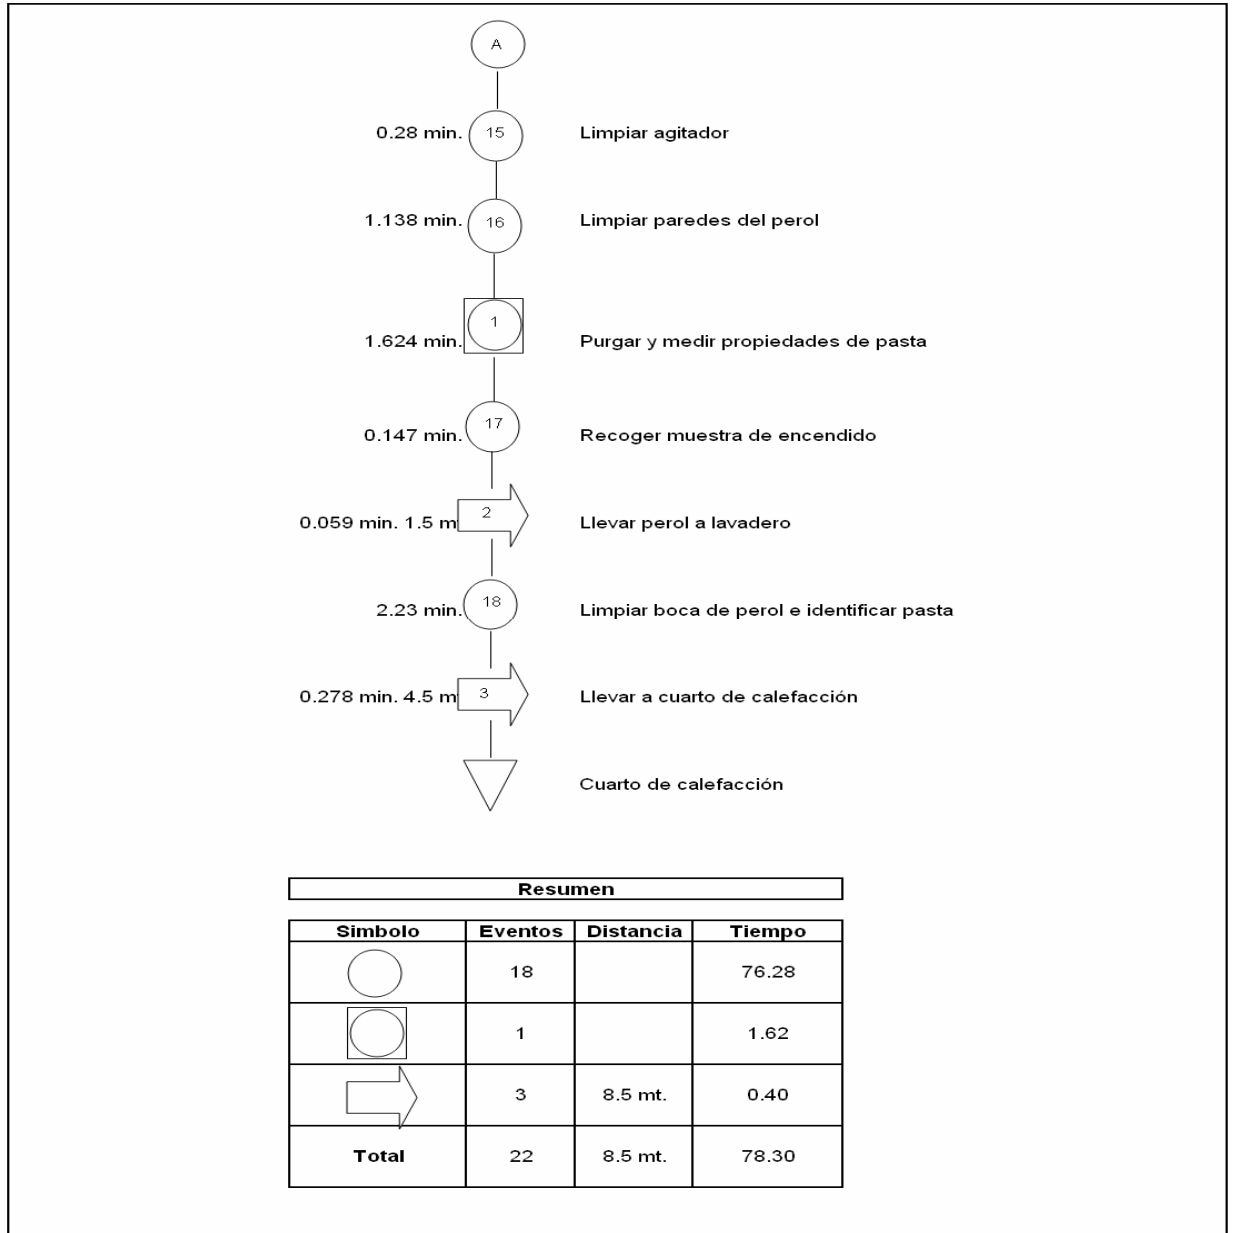 A
0.28 min. 15 Limpiar agitador
1.138 min. 16 Limpiar paredes del perol
1
1.624 min. Purgar y medir propiedades de pasta
17
0.147 min. Recoger muestra de encendido
0.059 min. 1.5 m 2 Llevar perol a lavadero
2.23 min. 18 Limpiar boca de perol e identificar pasta
0.278 min. 4.5 m 3 Llevar a cuarto de calefacción
Cuarto de calefacción
Resumen
Simbolo Eventos Distancia Tiempo
18 76.28
1 1.62
3 8.5 mt. 0.40
Total 22 8.5 mt. 78.30